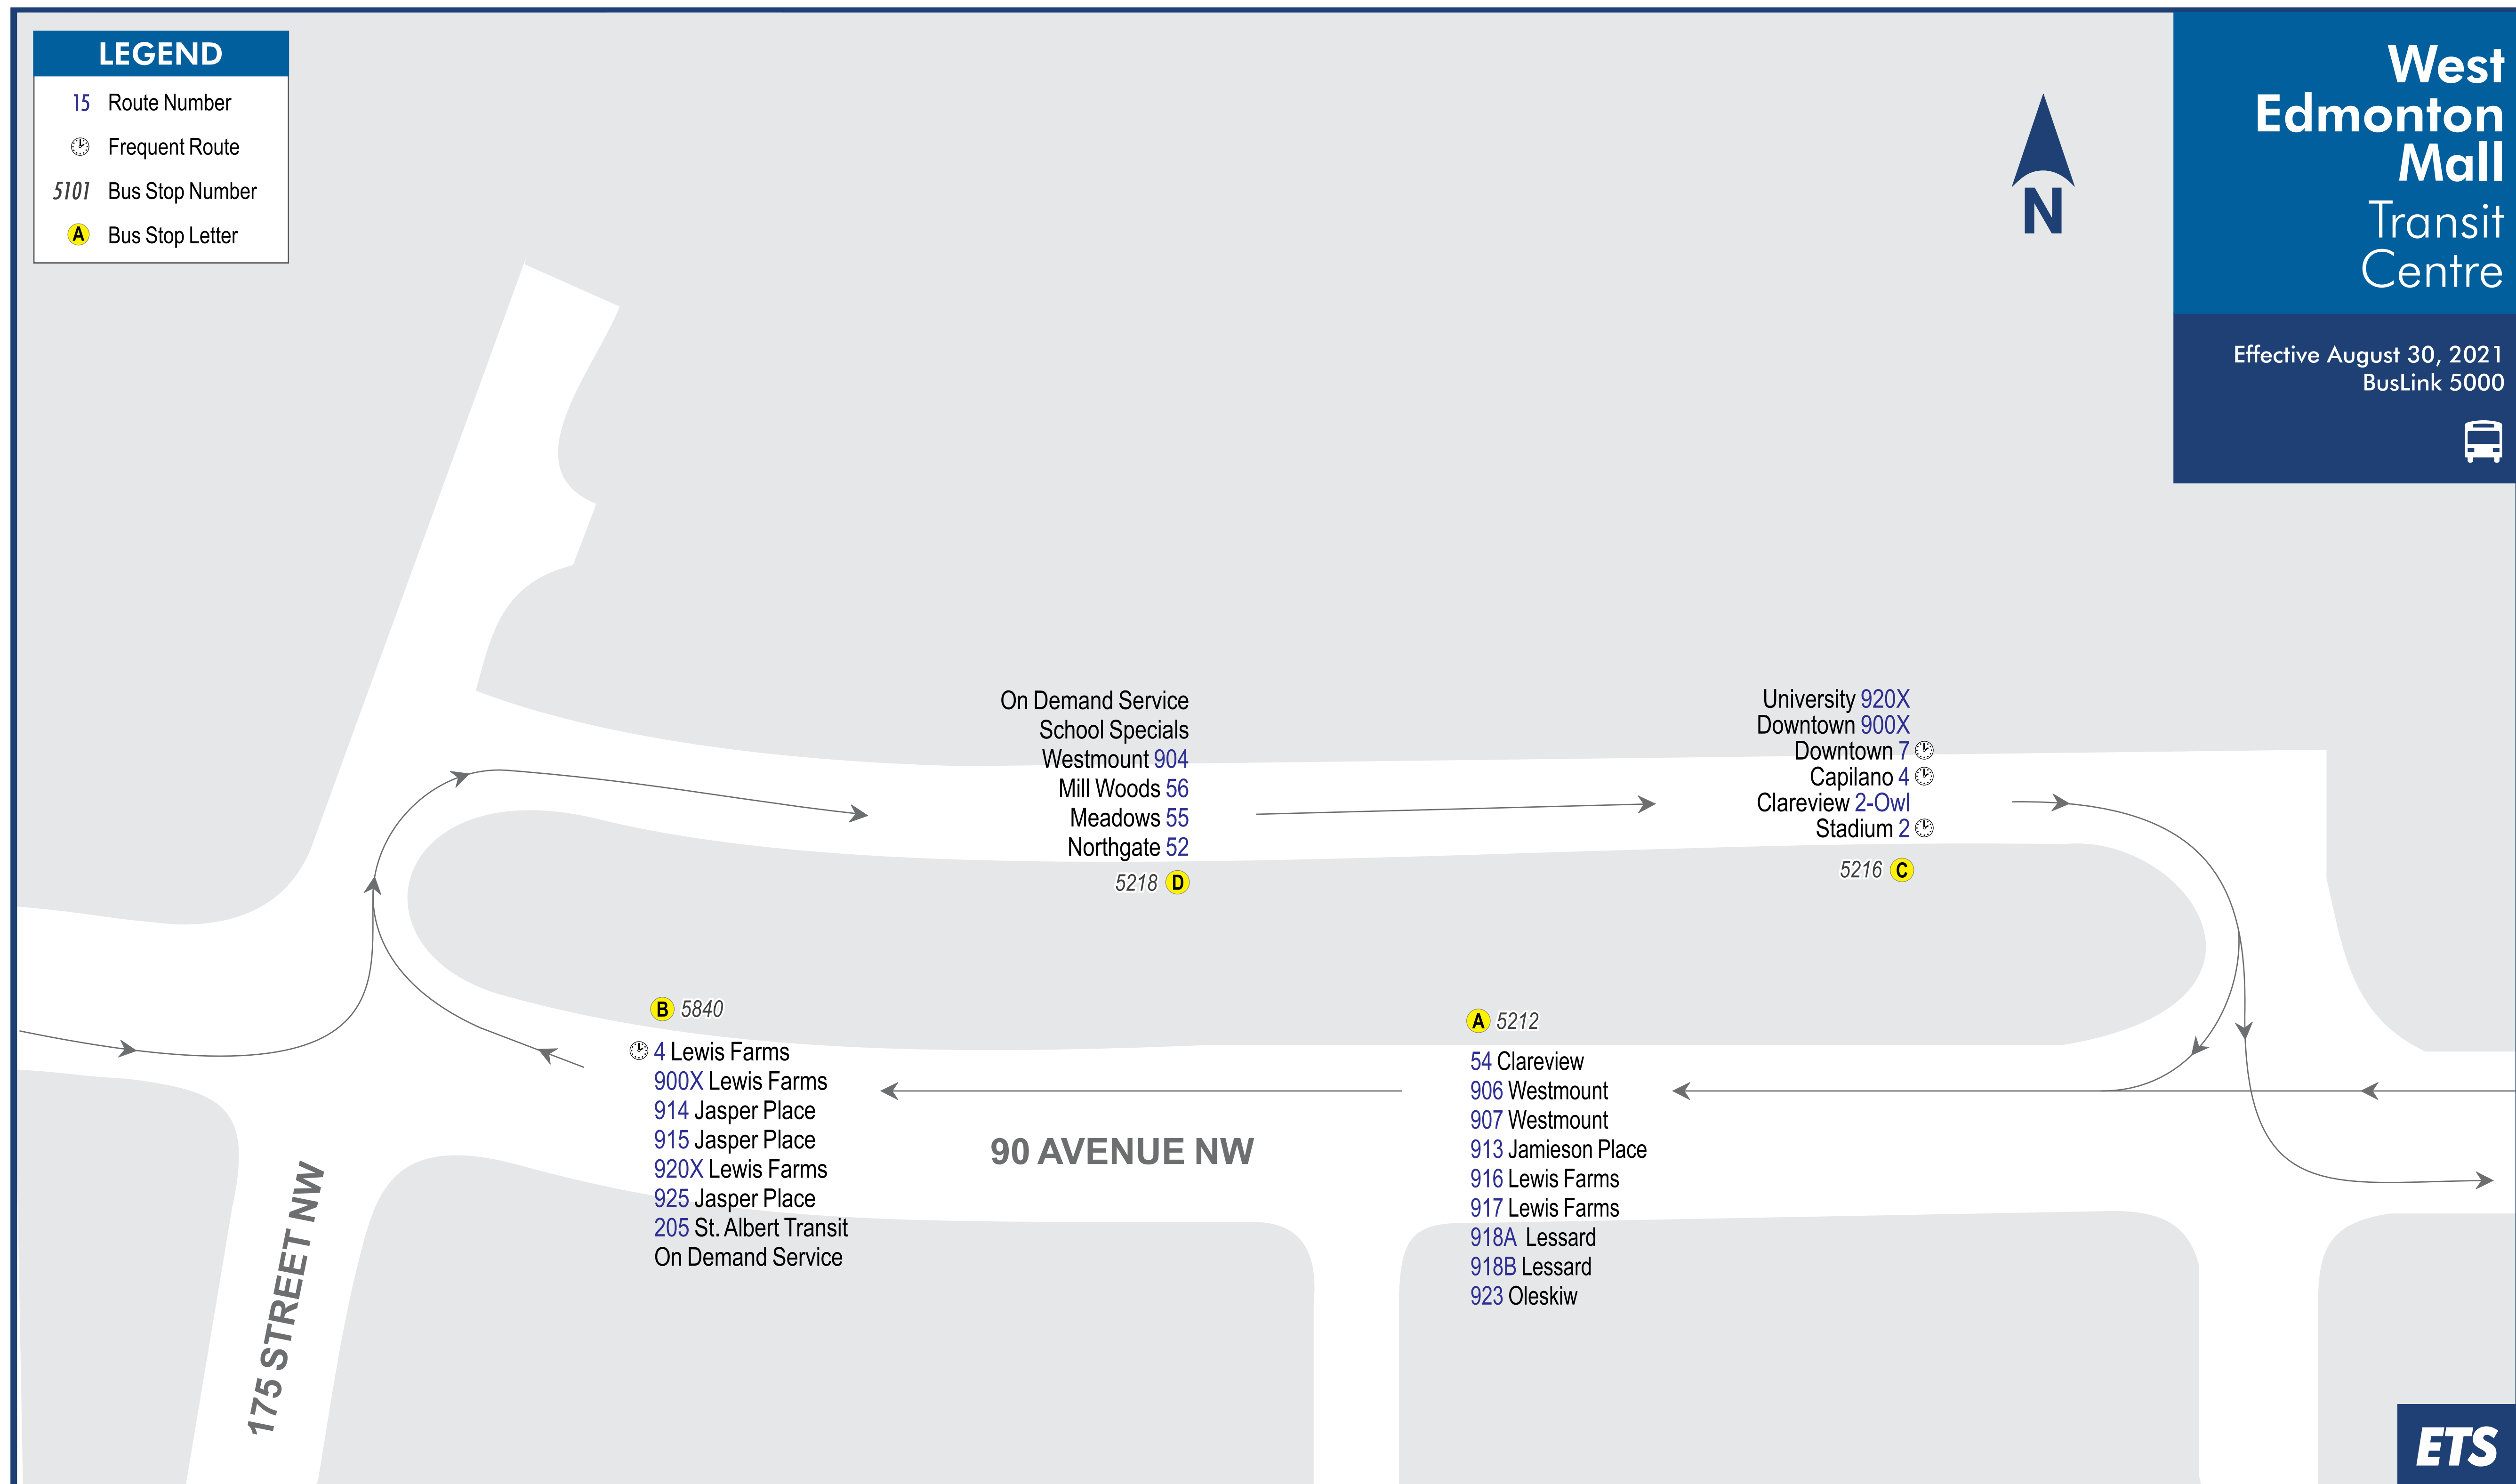 LEGEND
15 Route Number
Frequent Route
5101 Bus Stop Number
A Bus Stop Letter
N
West
Edmonton
Mall
Transit
Centre
Effective August 30, 2021
BusLink 5000
On Demand Service
School Specials
Westmount 904
Mill Woods 56
Meadows 55
Northgate 52
5218 D
University 920X
Downtown 900X
Downtown 7
Capilano 4
Clareview 2-Owl
Stadium 2
5216 C
B 5840
4 Lewis Farms
900X Lewis Farms
914 Jasper Place
915 Jasper Place
920X Lewis Farms
925 Jasper Place
205 St. Albert Transit
On Demand Service
A 5212
54 Clareview
906 Westmount
907 Westmount
913 Jamieson Place
916 Lewis Farms
917 Lewis Farms
918A Lessard
918B Lessard
923 Oleskiw
90 AVENUE NW
175 STREET NW
ETS